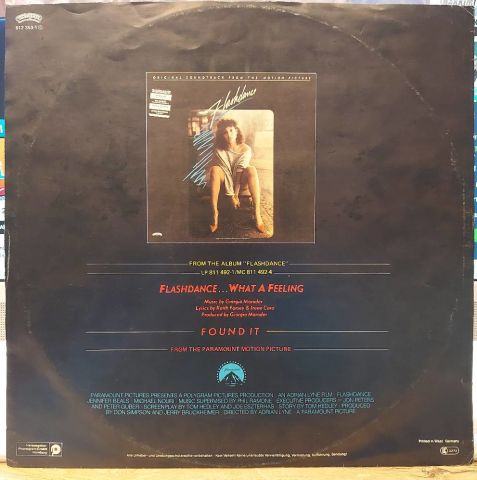 812 353-1
ORIGINAL SOUNDTRACK FROM THE MOTION PICTURE
Flashdance
FROM THE ALBUM "FLASHDANCE"
LP 811 492-1/MC 811 492-4
FLASHDANCE...WHAT A FEELING
Music by Giorgio Moroder
Lyrics by Keith Forsey & Irene Cara
Produced by Giorgio Moroder
FOUND IT
FROM THE PARAMOUNT MOTION PICTURE
PARAMOUNT PICTURES PRESENTS A POLYGRAM PICTURES PRODUCTION · AN ADRIAN LYNE FILM · FLASHDANCE
JENNIFER BEALS · MICHAEL NOURI · MUSIC SUPERVISED BY PHIL RAMONE · EXECUTIVE PRODUCERS – JON PETERS
AND PETER GUBER · SCREENPLAY BY TOM HEDLEY AND JOE ESZTERHAS · STORY BY TOM HEDLEY · PRODUCED
BY DON SIMPSON AND JERRY BRUCKHEIMER · DIRECTED BY ADRIAN LYNE · A PARAMOUNT PICTURE
Printed in West Germany